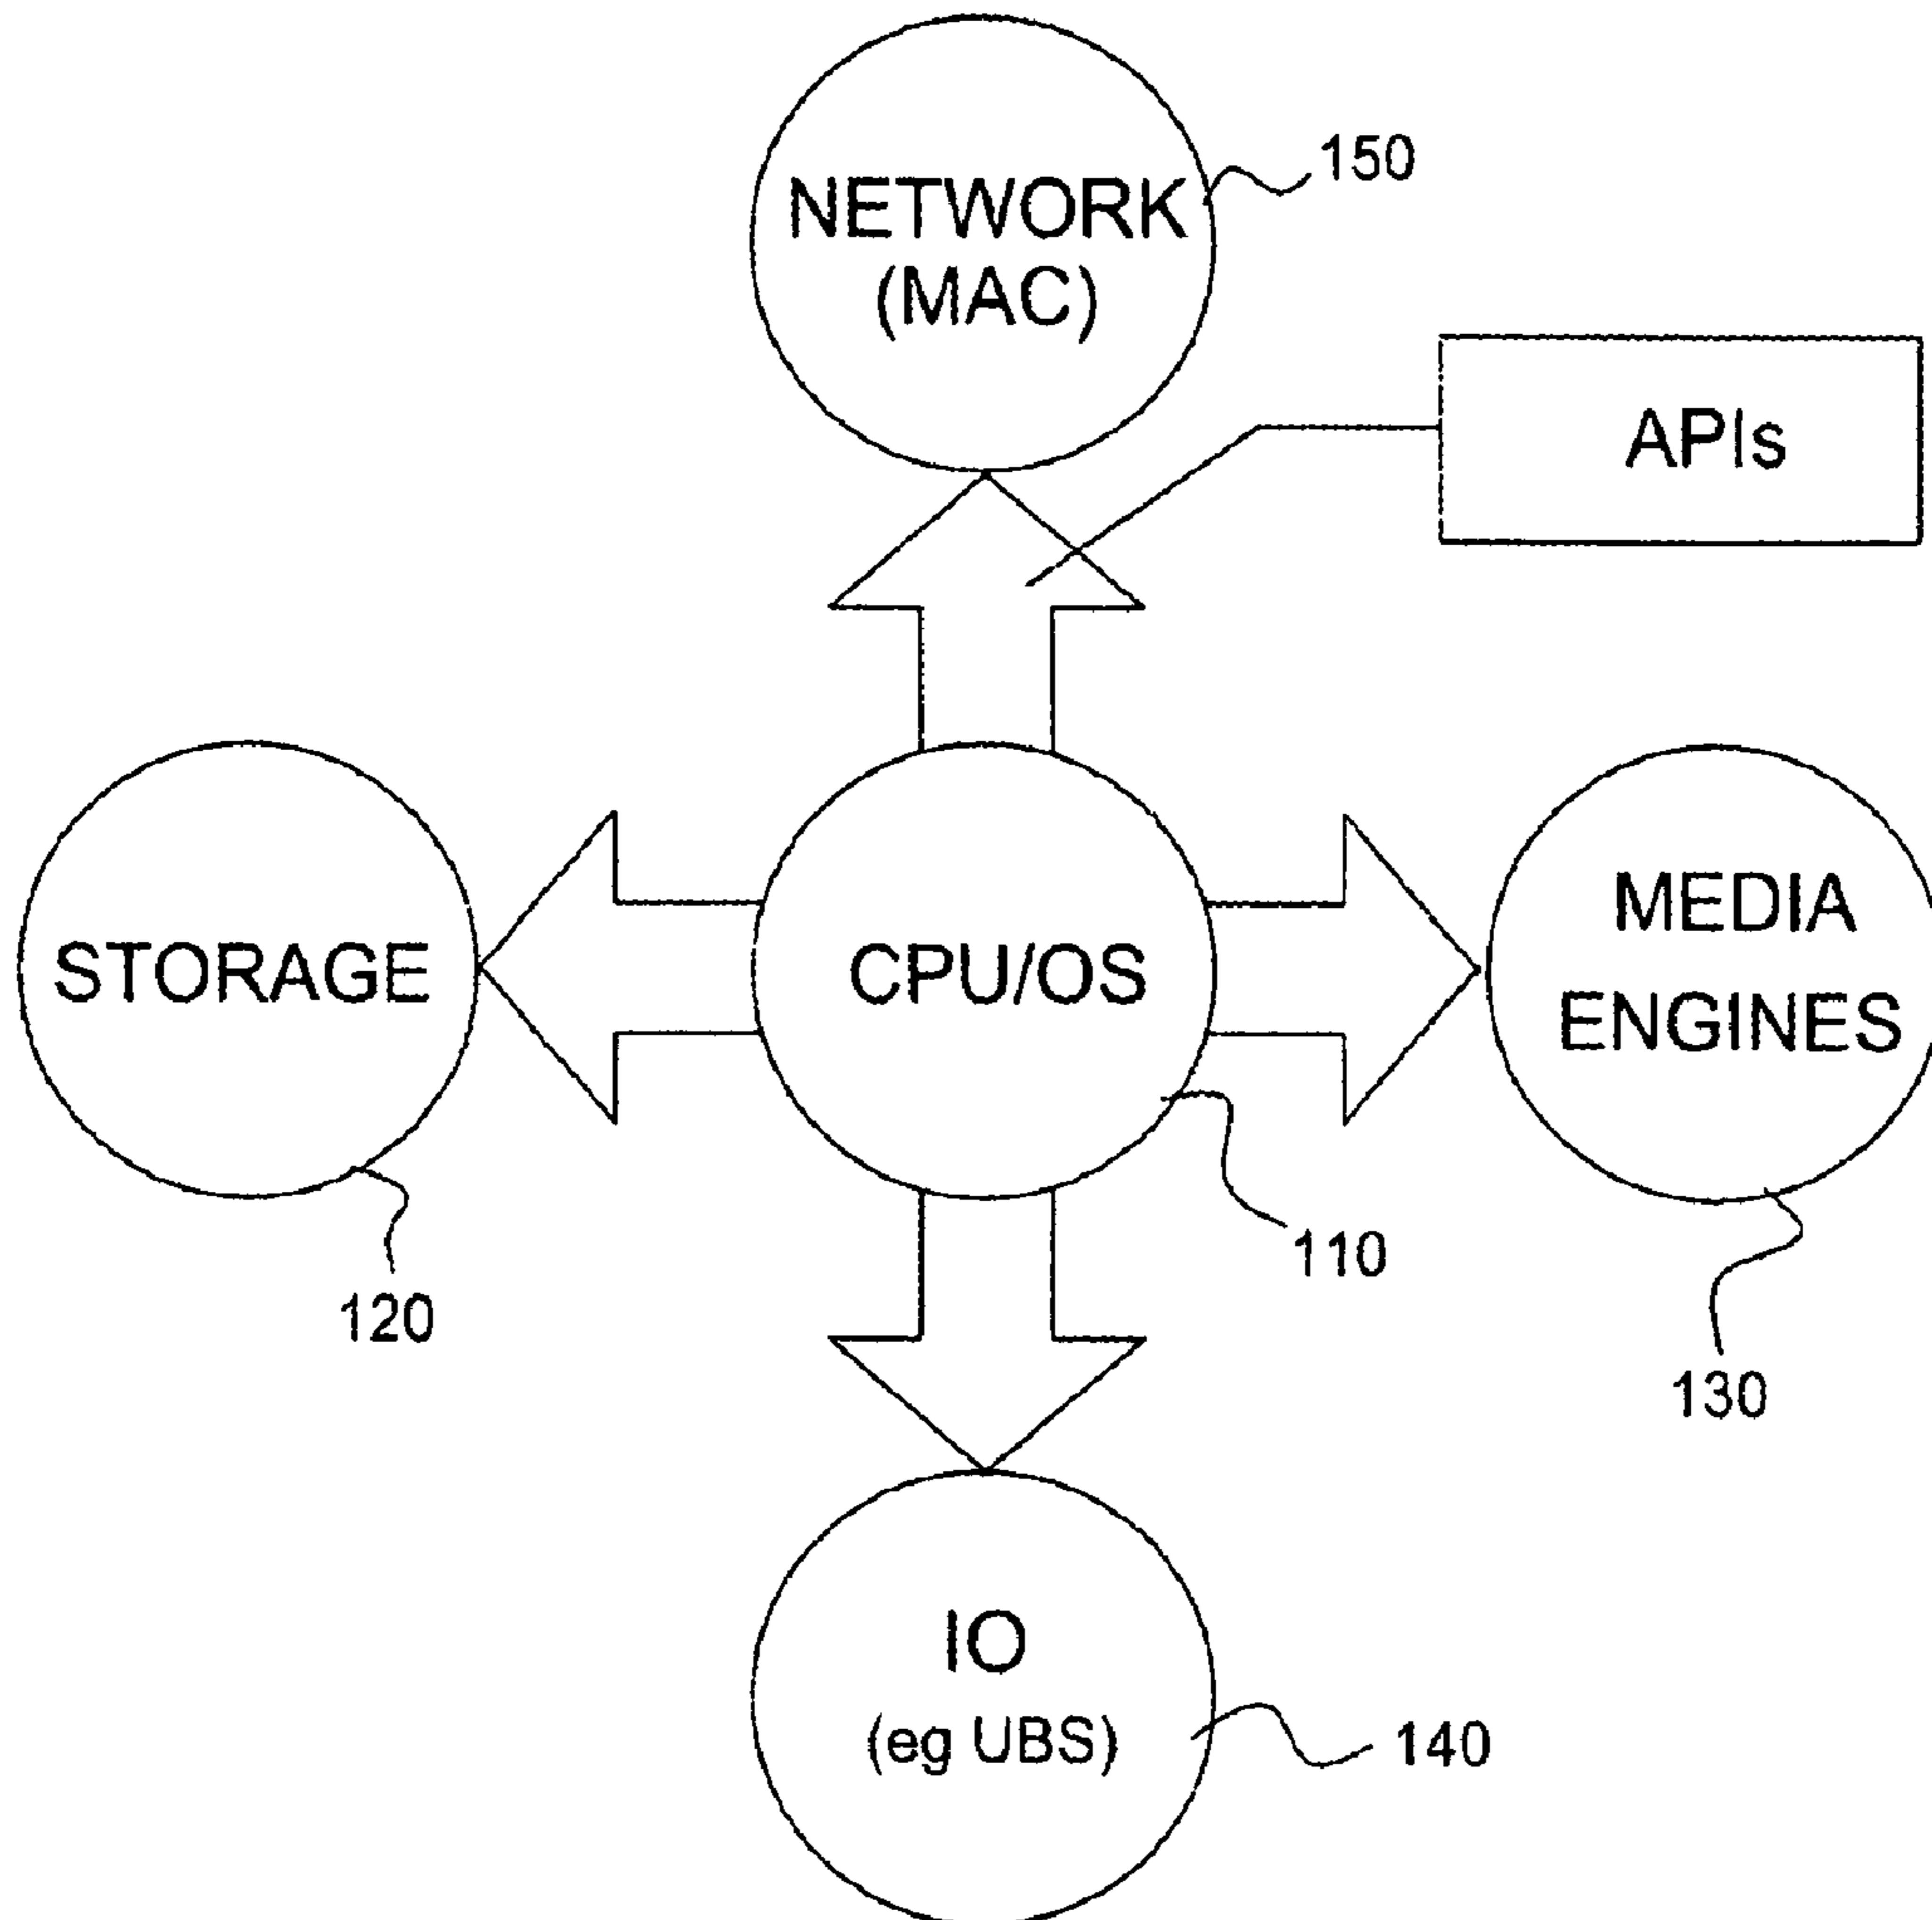 NETWORK
(MAC)
150
APIs
STORAGE
CPU/OS
MEDIA
ENGINES
110
120
130
IO
(eg UBS)
140